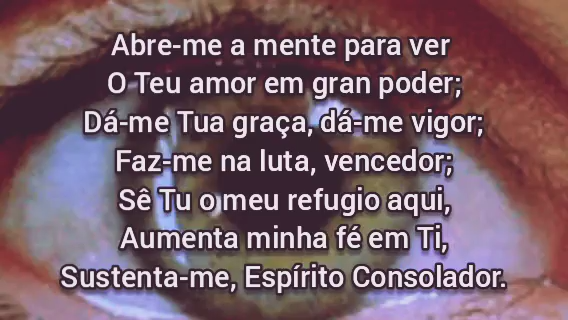 Abre-me a mente para ver
O Teu amor em gran poder;
Dá-me Tua graça, dá-me vigor;
Faz-me na luta, vencedor;
Sê Tu o meu refugio aqui,
Aumenta minha fé em Ti,
Sustenta-me, Espírito Consolador.